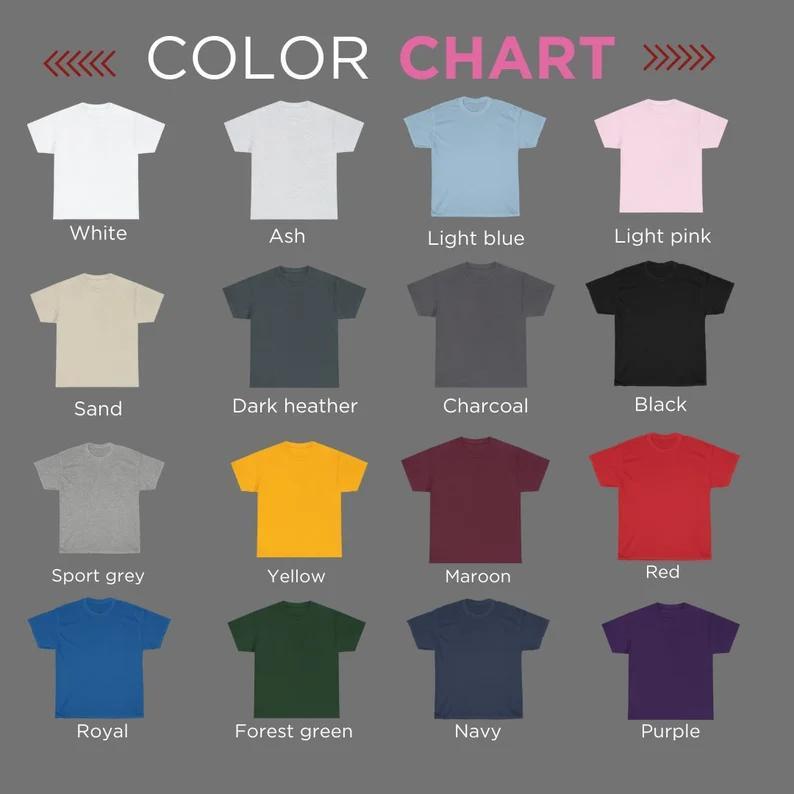 COLOR CHART
White
Ash
Light blue
Light pink
Sand
Dark heather
Charcoal
Black
Sport grey
Yellow
Maroon
Red
Royal
Forest green
Navy
Purple